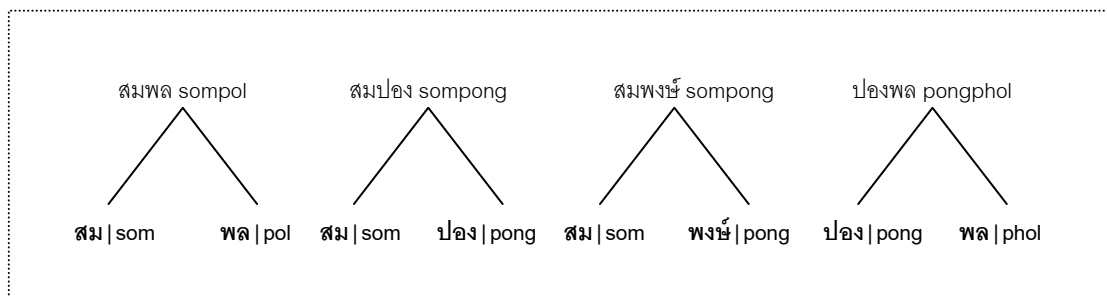 สมพล sompol สมปอง sompong สมพงษ์ sompong ปองพล pongphol
สม|som พล|pol สม|som ปอง|pong สม|som พงษ์|pong ปอง|pong พล|phol